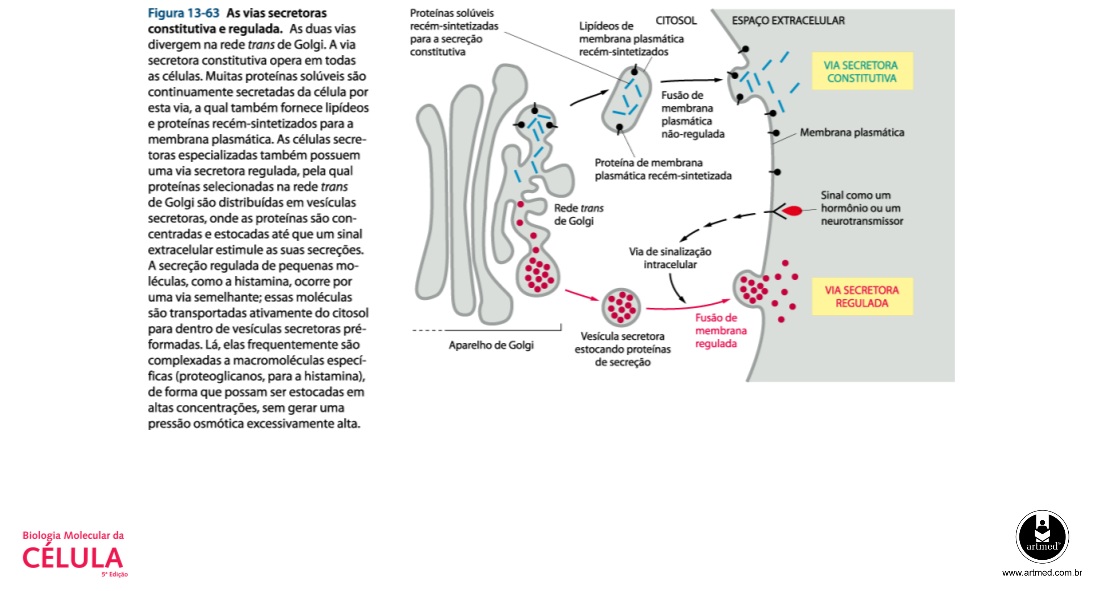 Figura 13-63 As vias secretoras
constitutiva e regulada. As duas vias
divergem na rede trans de Golgi. A via
secretora constitutiva opera em todas
as células. Muitas proteínas solúveis são
continuamente secretadas da célula por
esta via, a qual também fornece lipídeos
e proteínas recém-sintetizados para a
membrana plasmática. As células secre-
toras especializadas também possuem
uma via secretora regulada, pela qual
proteínas selecionadas na rede trans
de Golgi são distribuídas em vesículas
secretoras, onde as proteínas são con-
centradas e estocadas até que um sinal
extracelular estimule as suas secreções.
A secreção regulada de pequenas mo-
léculas, como a histamina, ocorre por
uma via semelhante; essas moléculas
são transportadas ativamente do citosol
para dentro de vesículas secretoras pré-
formadas. Lá, elas frequentemente são
complexadas a macromoléculas especí-
ficas (proteoglicanos, para a histamina),
de forma que possam ser estocadas em
altas concentrações, sem gerar uma
pressão osmótica excessivamente alta.
Proteínas solúveis
recém-sintetizadas
para a secreção
constitutiva
Lipídeos de
membrana plasmática
recém-sintetizados
CITOSOL
ESPAÇO EXTRACELULAR
VIA SECRETORA
CONSTITUTIVA
Fusão de
membrana
plasmática
não-regulada
Membrana plasmática
Proteína de membrana
plasmática recém-sintetizada
Sinal como um
hormônio ou um
neurotransmissor
Rede trans
de Golgi
Via de sinalização
intracelular
VIA SECRETORA
REGULADA
Fusão de
membrana
regulada
Vesícula secretora
estocando proteínas
de secreção
Aparelho de Golgi
Biologia Molecular da
CÉLULA
5ª Edição
artmed
www.artmed.com.br